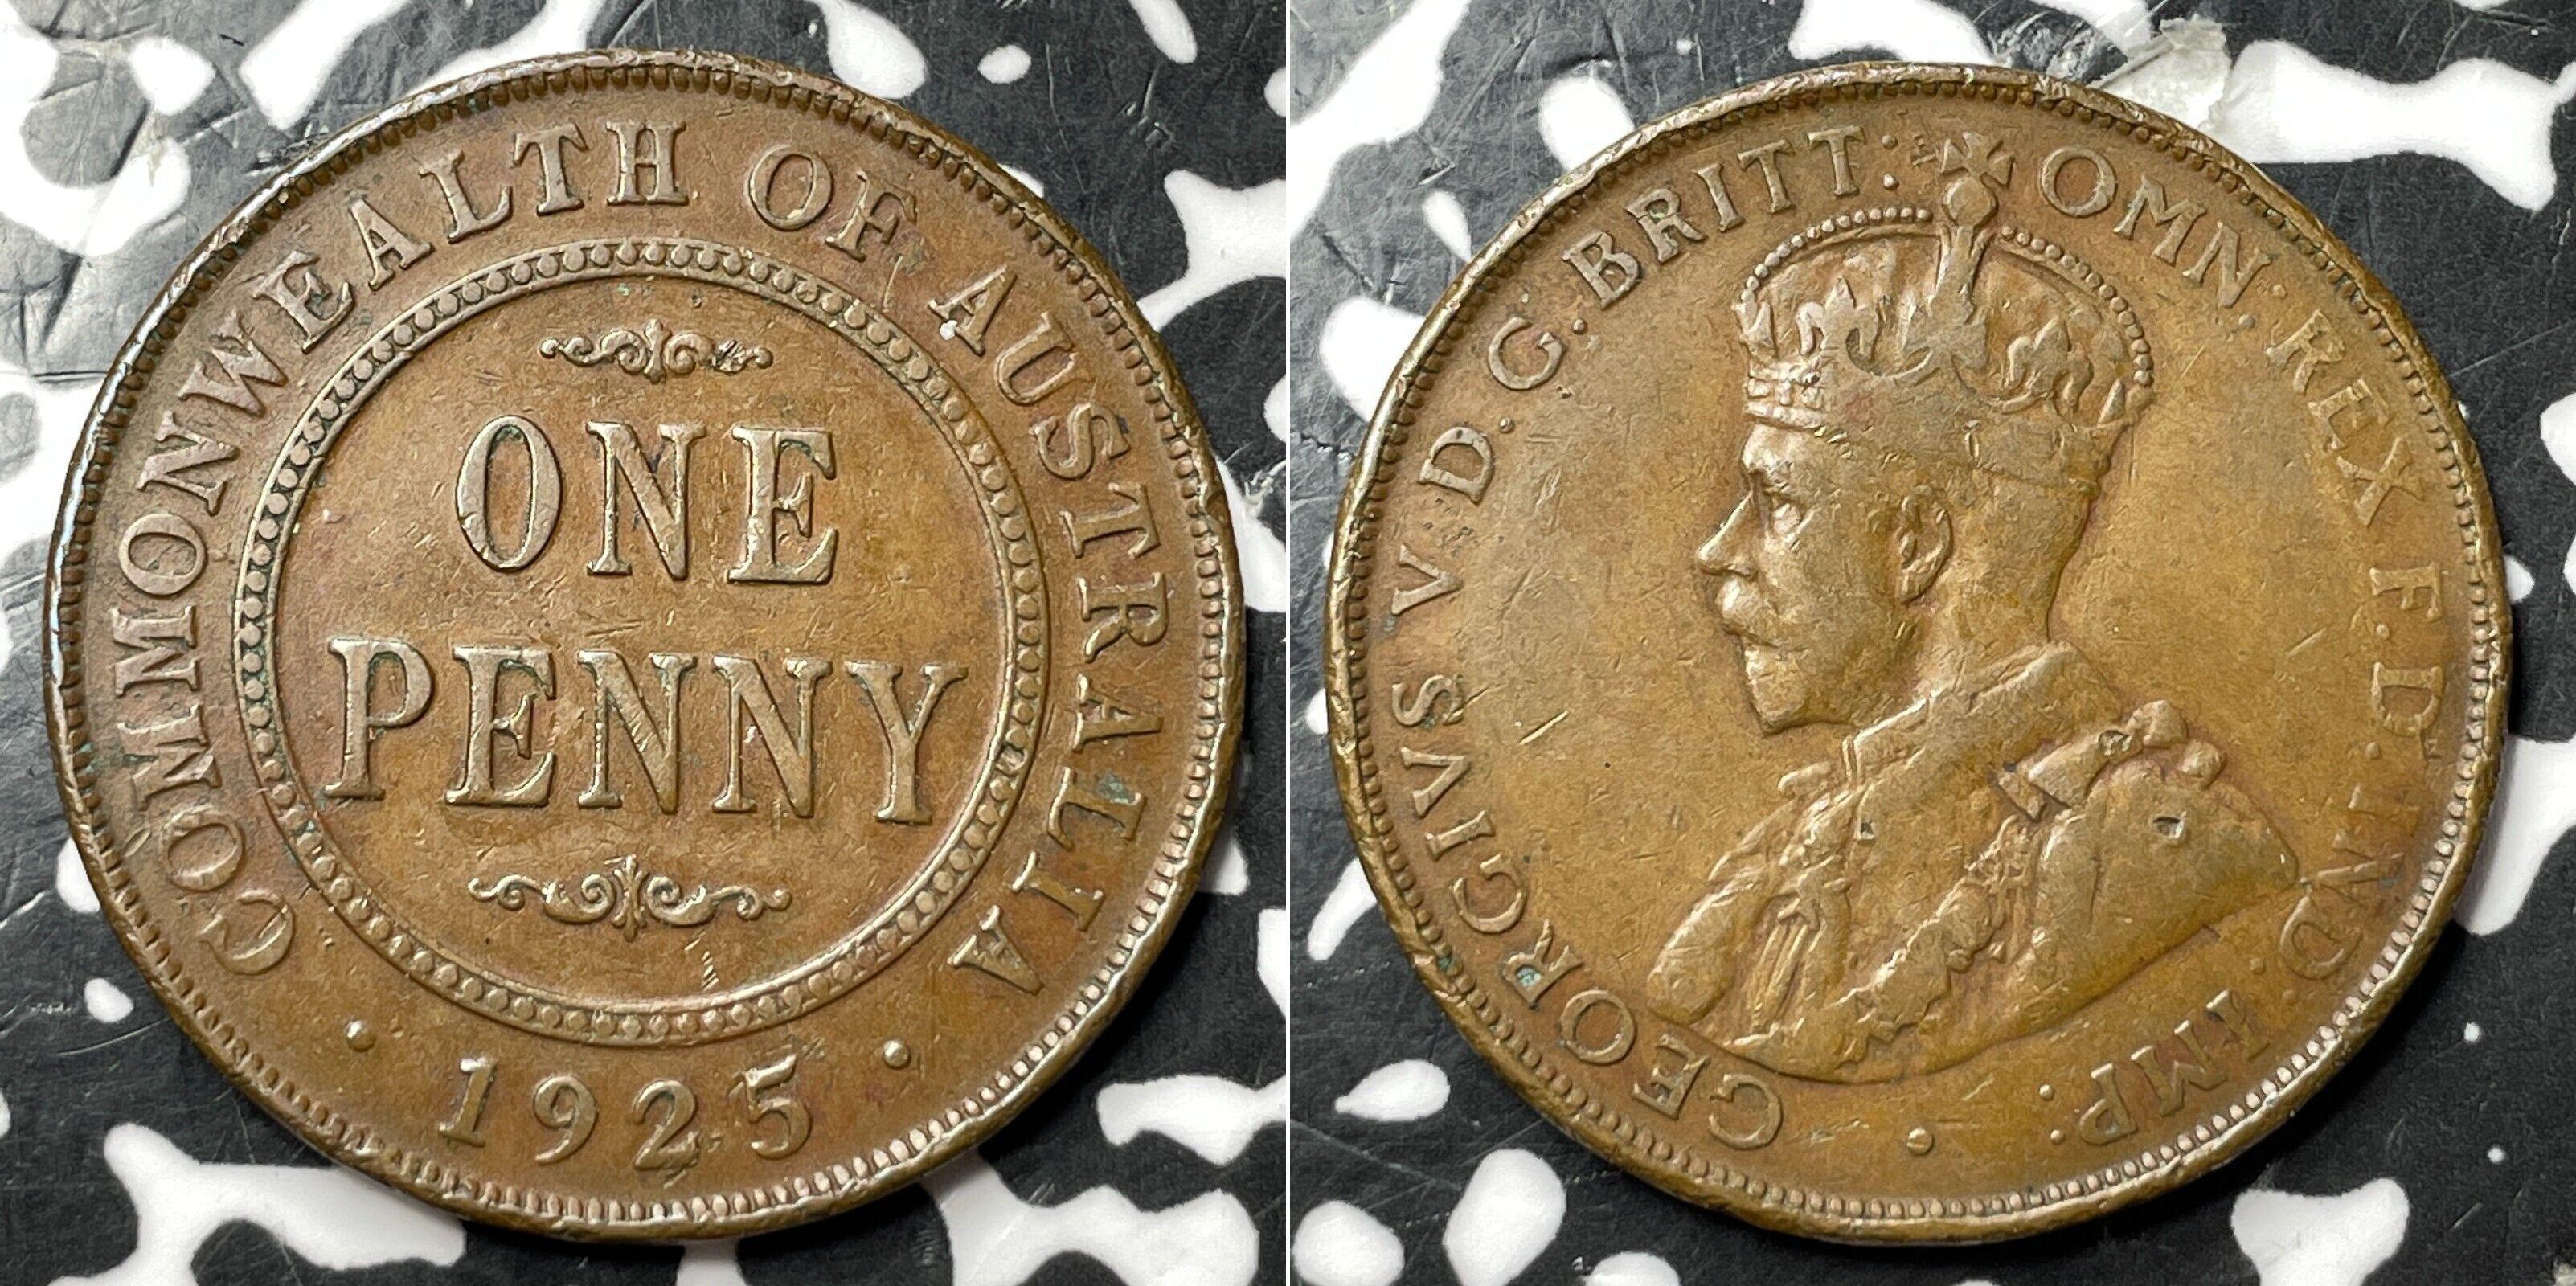 COMMONWEALTH OF AUSTRALIA
ONE
PENNY
· 1925 ·
GEORGIVS V D.G. BRITT: OMN: REX F.D. IND: IMP: ·